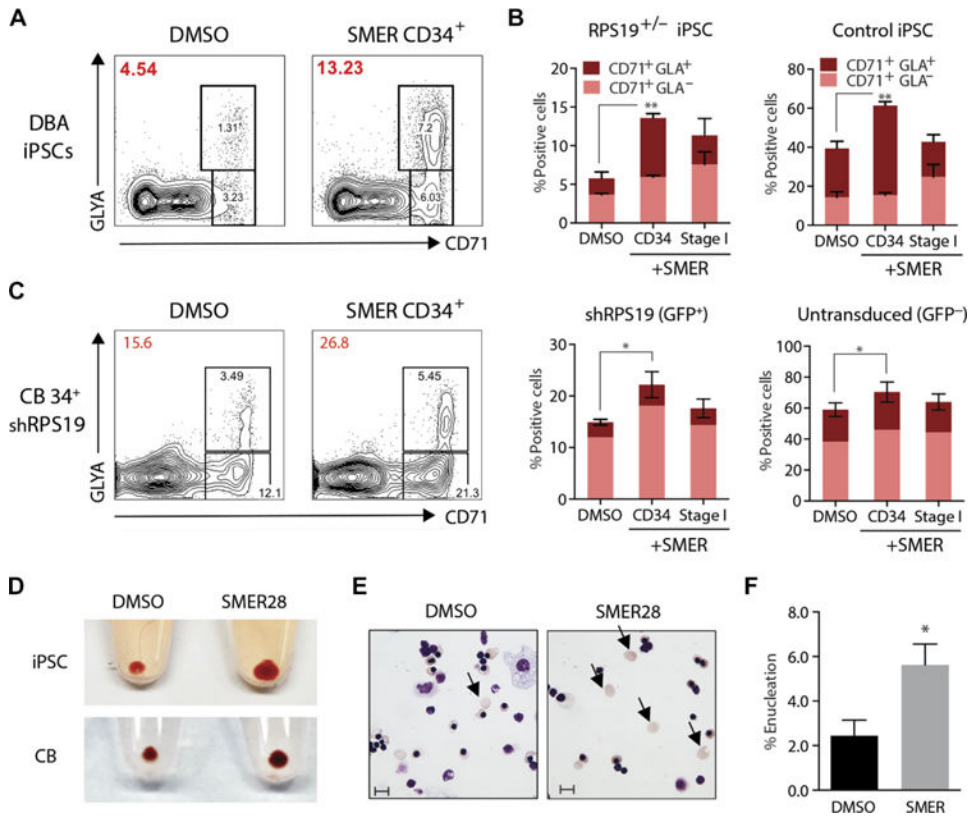 A
DMSO
SMER CD34+
DBA
iPSCs
4.54
1.31
3.23
13.23
7.2
6.03
GLYA
CD71
B
RPS19+/− iPSC
CD71+ GLA+
CD71+ GLA−
**
% Positive cells
20
15
10
5
0
DMSO
CD34
Stage I
+SMER
Control iPSC
CD71+ GLA+
CD71+ GLA−
**
% Positive cells
80
60
40
20
0
DMSO
CD34
Stage I
+SMER
C
DMSO
SMER CD34+
CB 34+
shRPS19
15.6
3.49
12.1
26.8
5.45
21.3
GLYA
CD71
shRPS19 (GFP+)
*
% Positive cells
30
20
10
0
DMSO
CD34
Stage I
+SMER
Untransduced (GFP−)
*
% Positive cells
100
80
60
40
20
0
DMSO
CD34
Stage I
+SMER
D
DMSO
SMER28
iPSC
CB
E
DMSO
SMER28
F
*
% Enucleation
8.0
6.0
4.0
2.0
0.0
DMSO
SMER